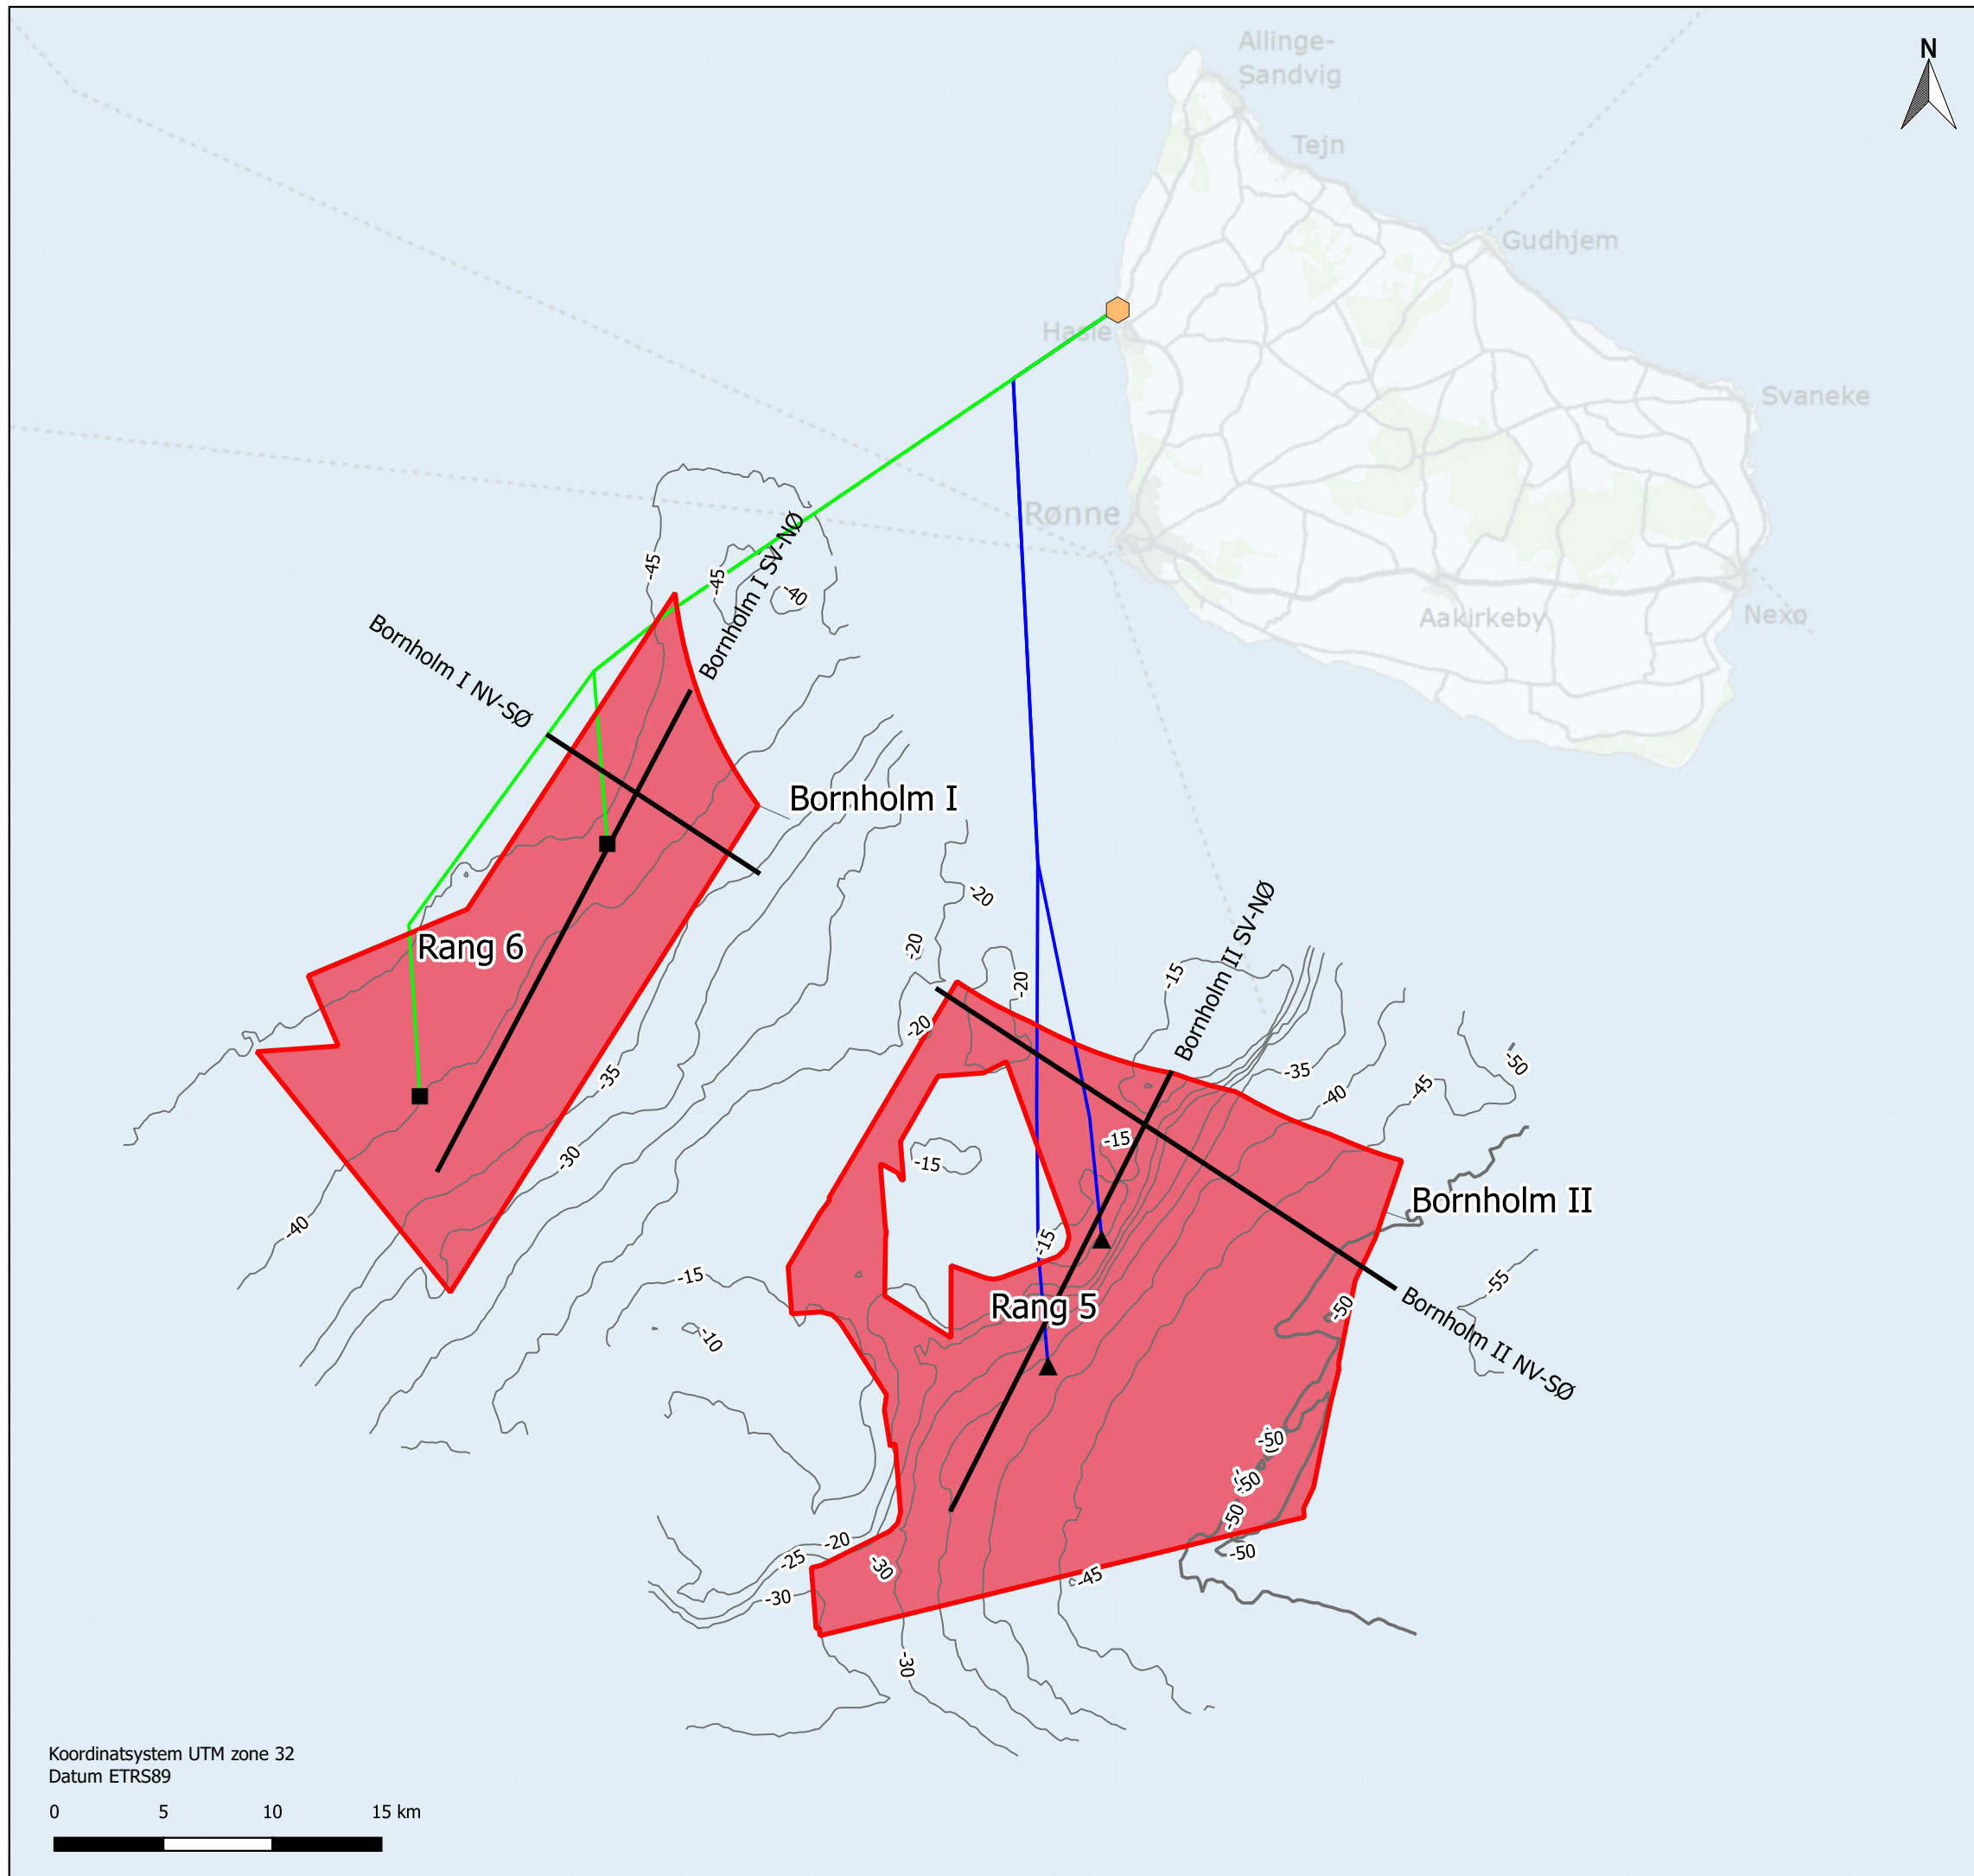 Allinge-
Sandvig
N
Tejn
Gudhjem
Hasle
Svaneke
Rønne
Aakirkeby
Nexø
-45
-45
-40
Bornholm I SV-NØ
Bornholm I NV-SØ
Bornholm I
-20
-20
-20
-20
-15
Bornholm II SV-NØ
Rang 6
-35
-50
-35
-40
-45
-30
-15
-15
-40
Bornholm II
-15
-15
-10
Rang 5
-50
-55
Bornholm II NV-SØ
-50
-50
-50
-50
-20
-25
-30
-30
-45
-30
Koordinatsystem UTM zone 32
Datum ETRS89
0 5 10 15 km